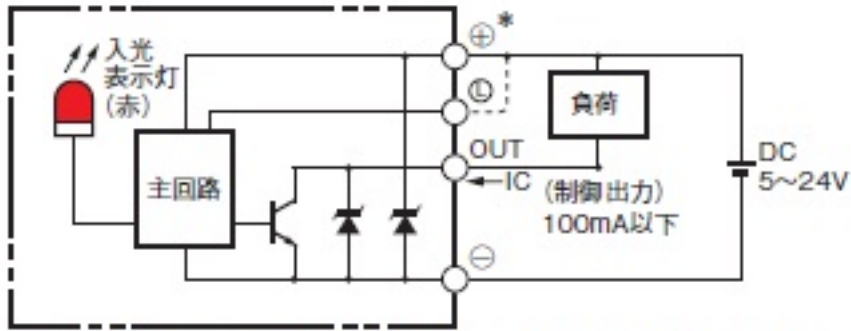 入光
表示灯
(赤)
主回路
⊕*
Ⓛ
OUT
IC
⊖
負荷
(制御出力)
100mA以下
DC
5～24V